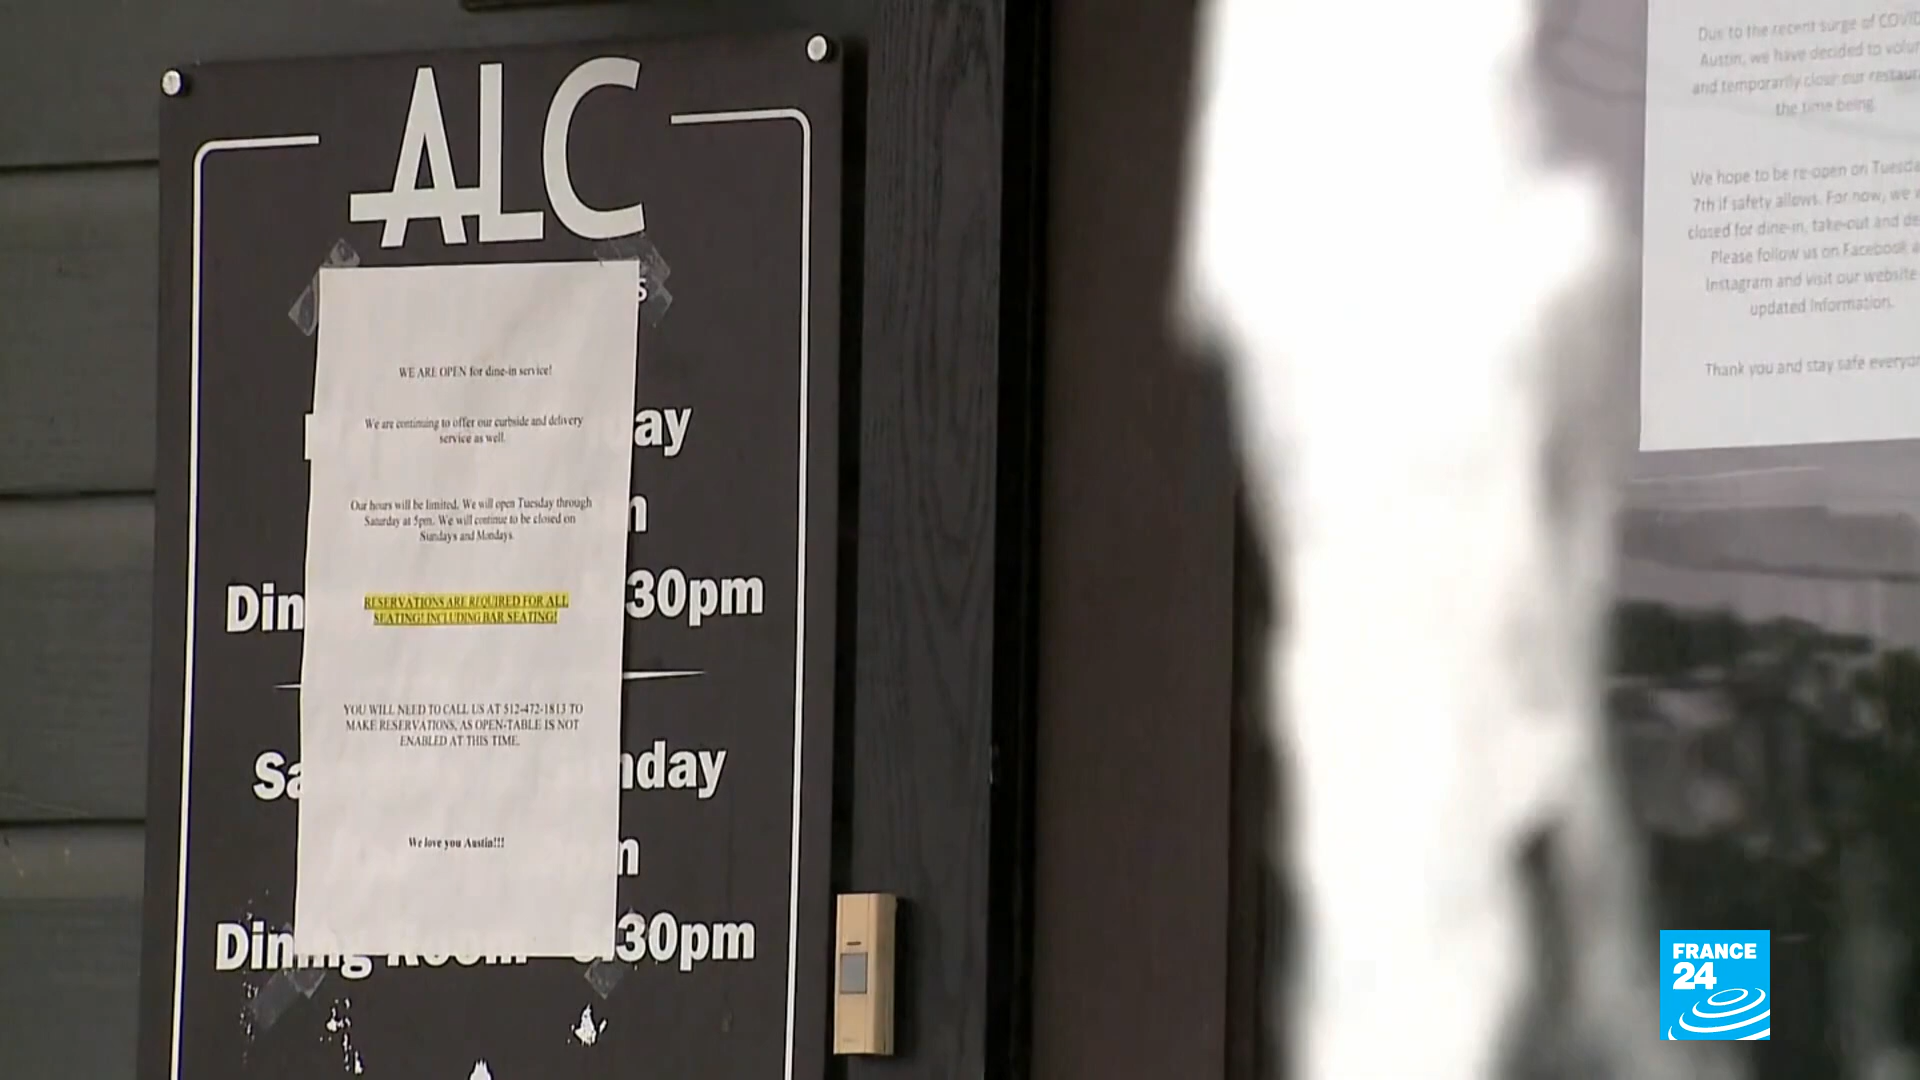 ALC
WE ARE OPEN for dine-in service!
We are continuing to offer our curbside and delivery
service as well.
Our hours will be limited. We will open Tuesday through
Saturday at 5pm. We will continue to be closed on
Sundays and Mondays.
RESERVATIONS ARE REQUIRED FOR ALL
SEATING! INCLUDING BAR SEATING!
YOU WILL NEED TO CALL US AT 512-472-1813 TO
MAKE RESERVATIONS, AS OPEN-TABLE IS NOT
ENABLED AT THIS TIME.
We love you Austin!!!
s
ay
Din 30pm
Sa nday
Dining Room 30pm
Due to the recent surge of COVID
Austin, we have decided to volun
and temporarily close our restaur
the time being.
We hope to be re-open on Tuesda
7th if safety allows. For now, we
closed for dine-in, take-out and de
Please follow us on Facebook a
Instagram and visit our website
updated information.
Thank you and stay safe everyo
FRANCE
24